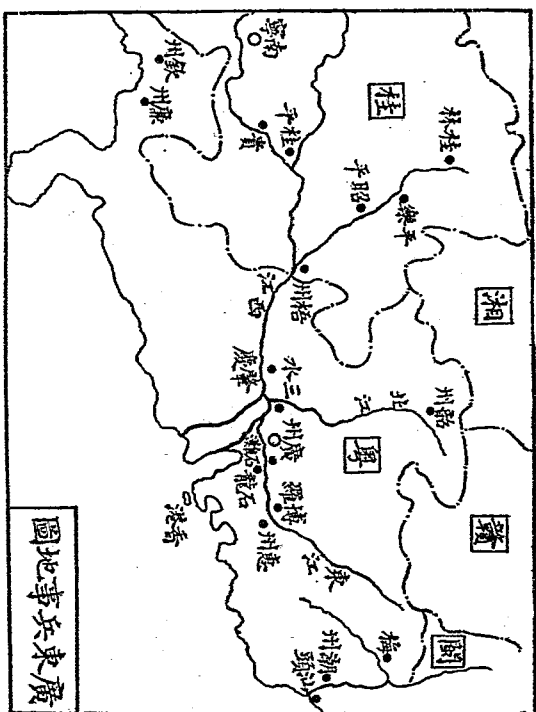 廣東兵事地圖
桂
湘
贛
閩
粵
桂林
平樂
昭平
南寧
桂平
貴
欽州
廉州
梧州
西江
三水
肇慶
北江
韶州
廣州
石灘
石龍
博羅
惠州
東江
香港
梅
潮州
汕頭